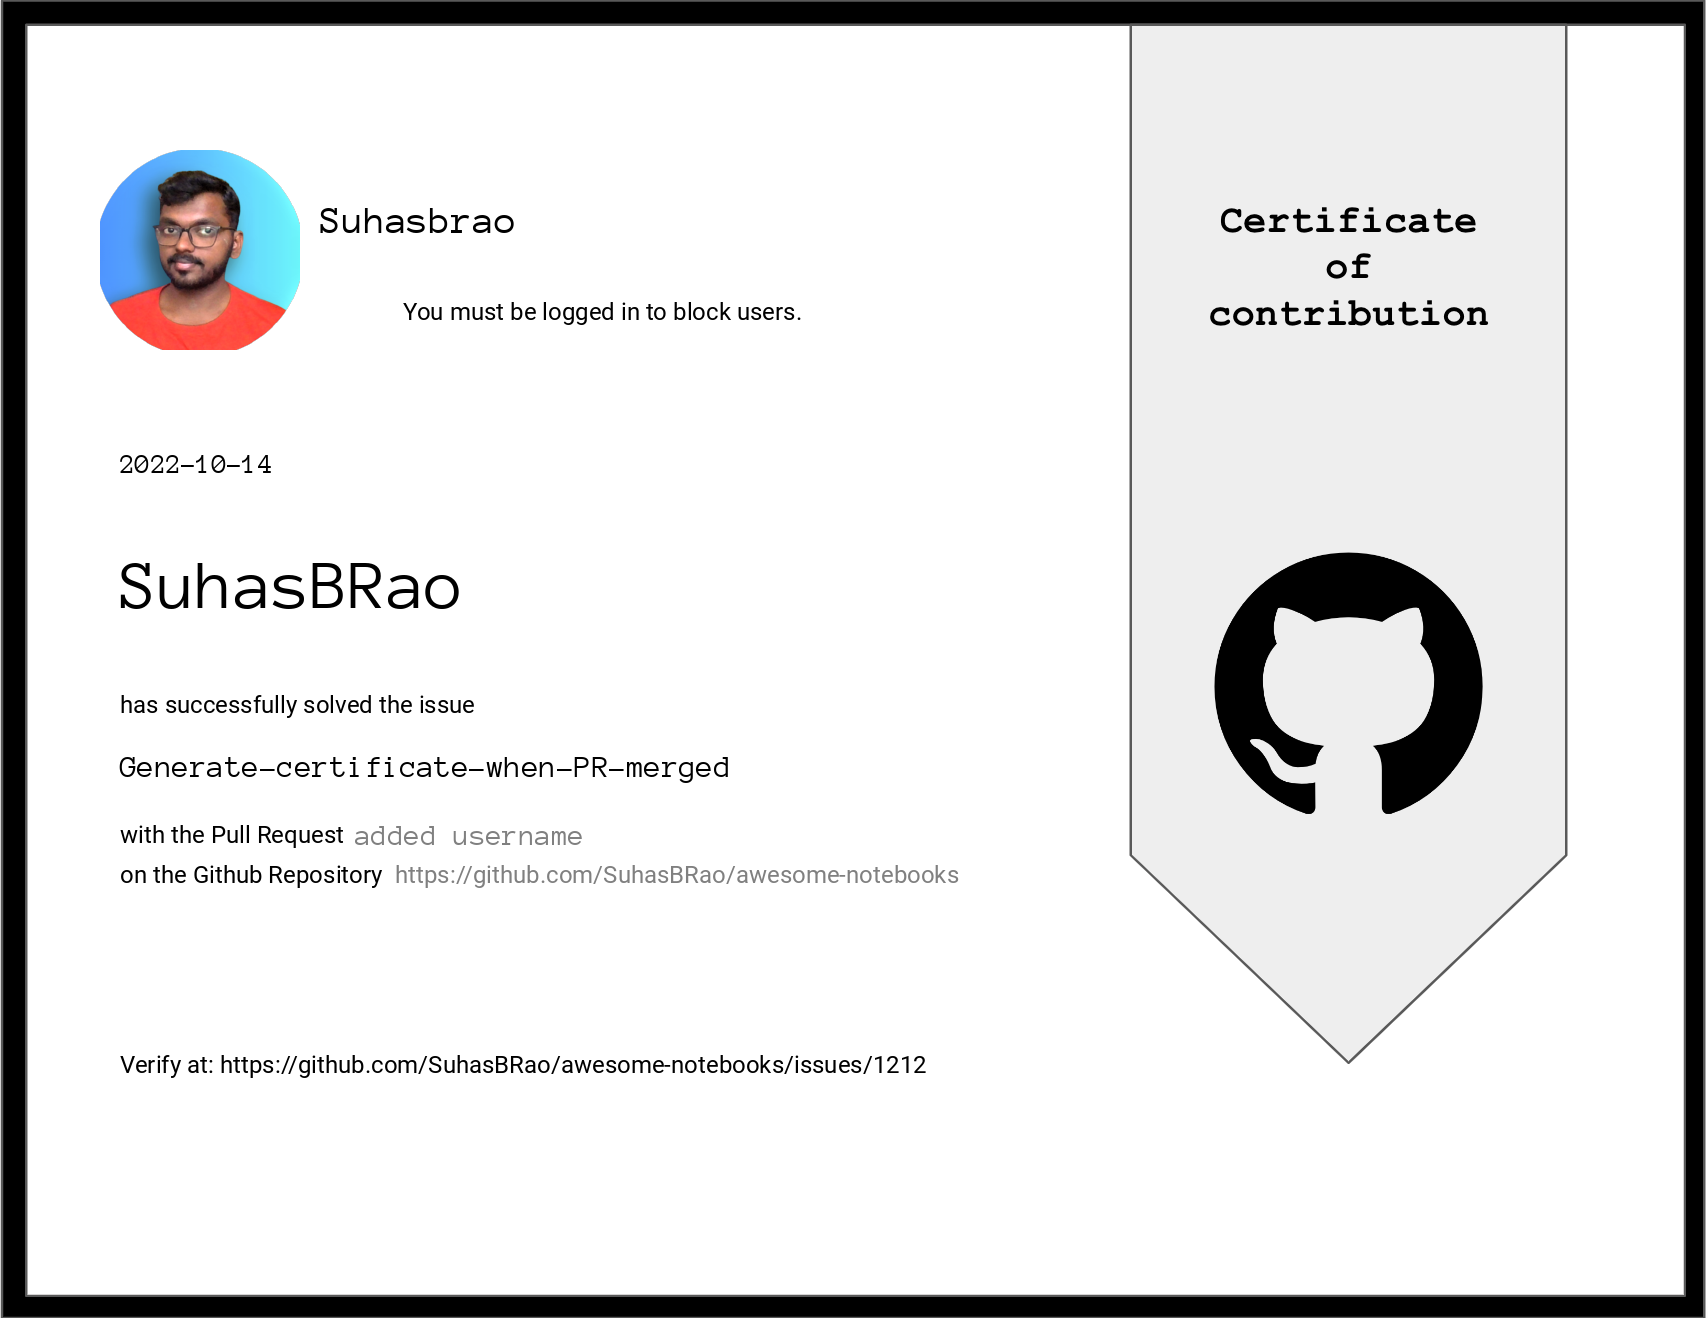 Suhasbrao
You must be logged in to block users.
Certificate
of
contribution
2022-10-14
SuhasBRao
has successfully solved the issue
Generate-certificate-when-PR-merged
with the Pull Request added username
on the Github Repository https://github.com/SuhasBRao/awesome-notebooks
Verify at: https://github.com/SuhasBRao/awesome-notebooks/issues/1212